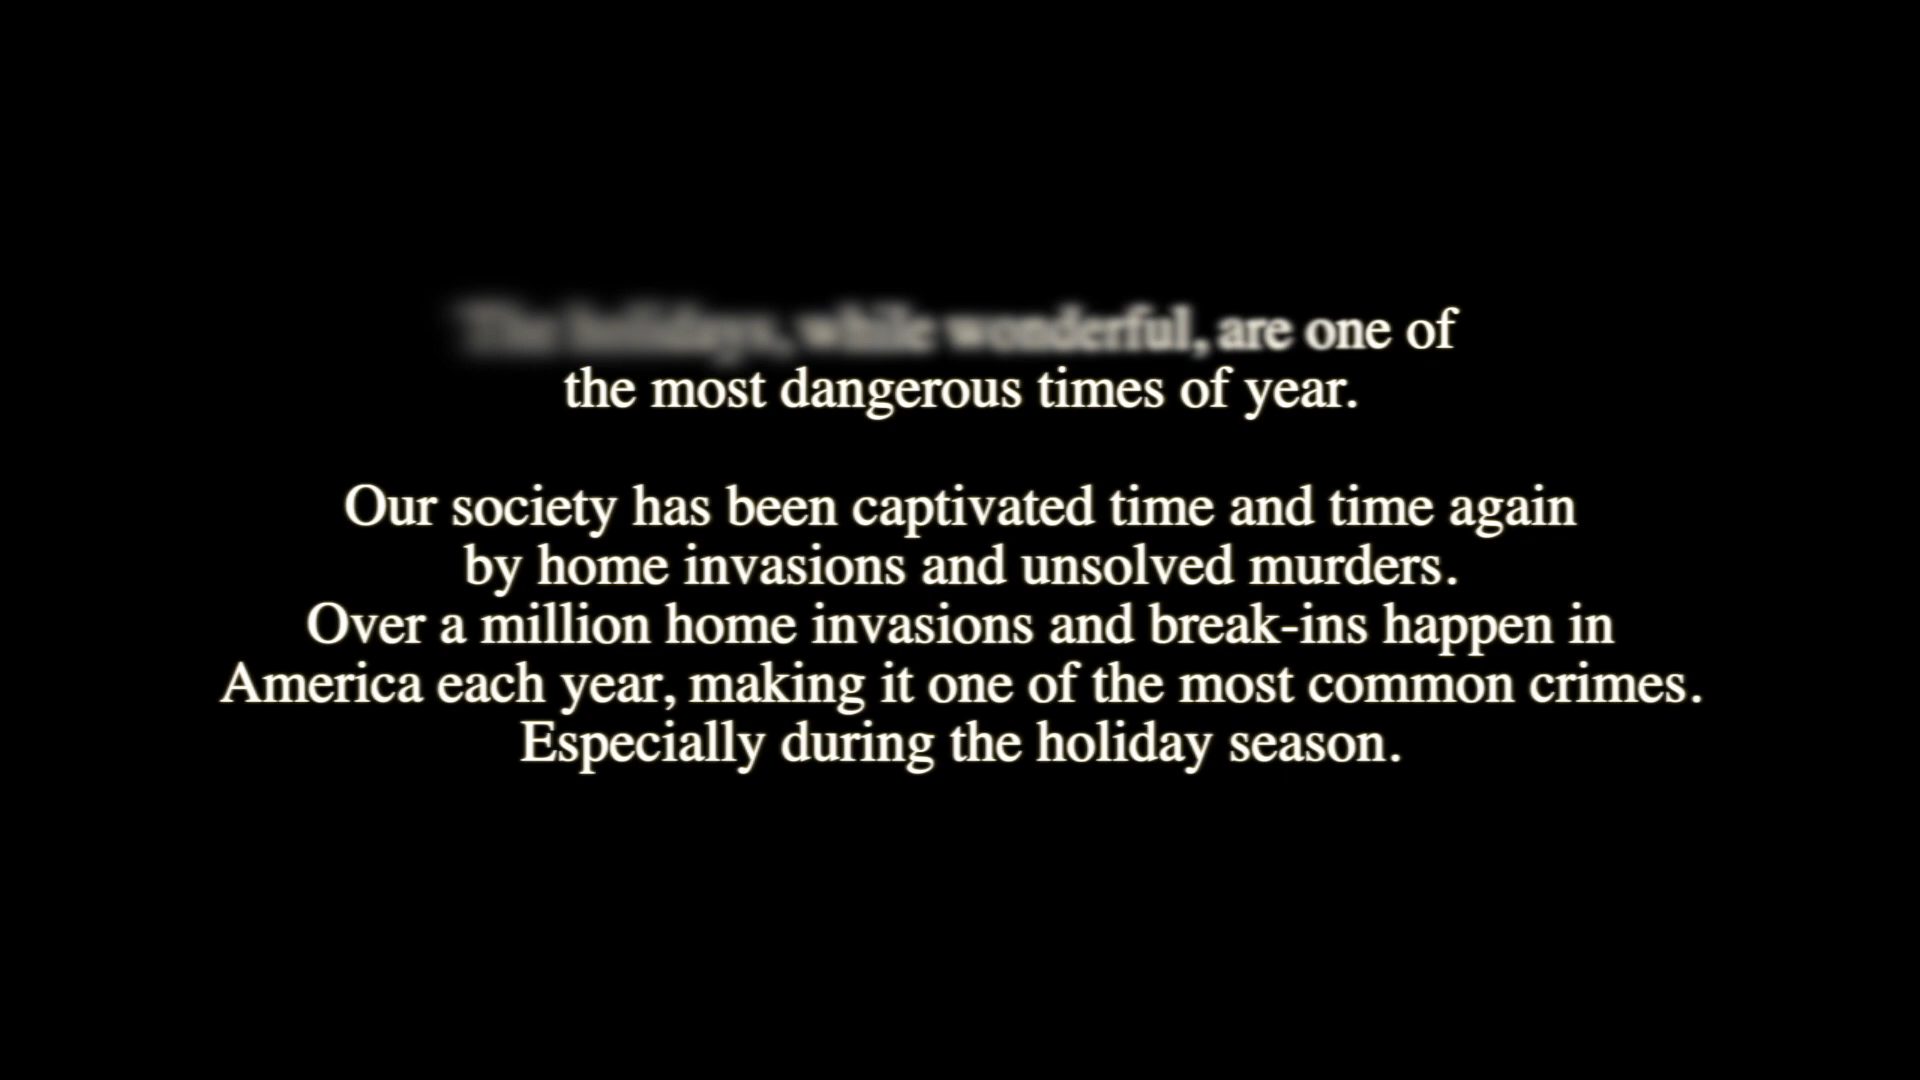 The holidays, while wonderful, are one of
the most dangerous times of year.
Our society has been captivated time and time again
by home invasions and unsolved murders.
Over a million home invasions and break-ins happen in
America each year, making it one of the most common crimes.
Especially during the holiday season.